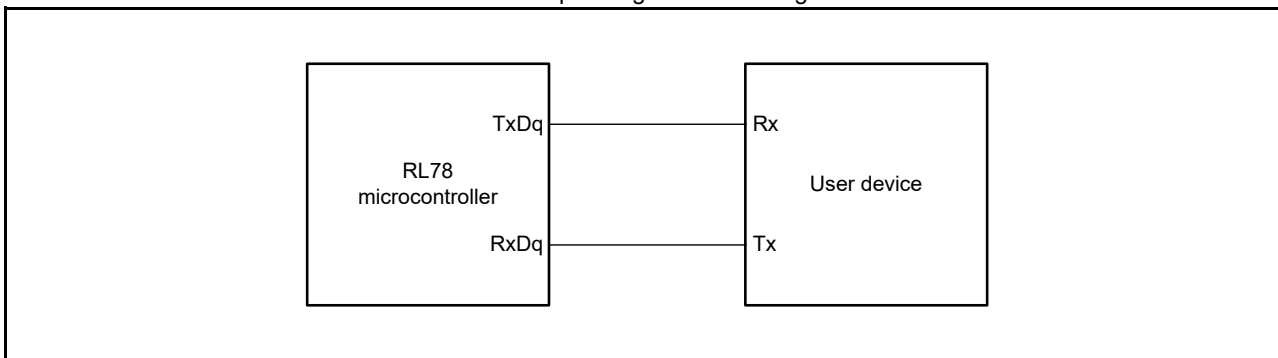 TxDq
Rx
RL78
microcontroller
User device
RxDq
Tx